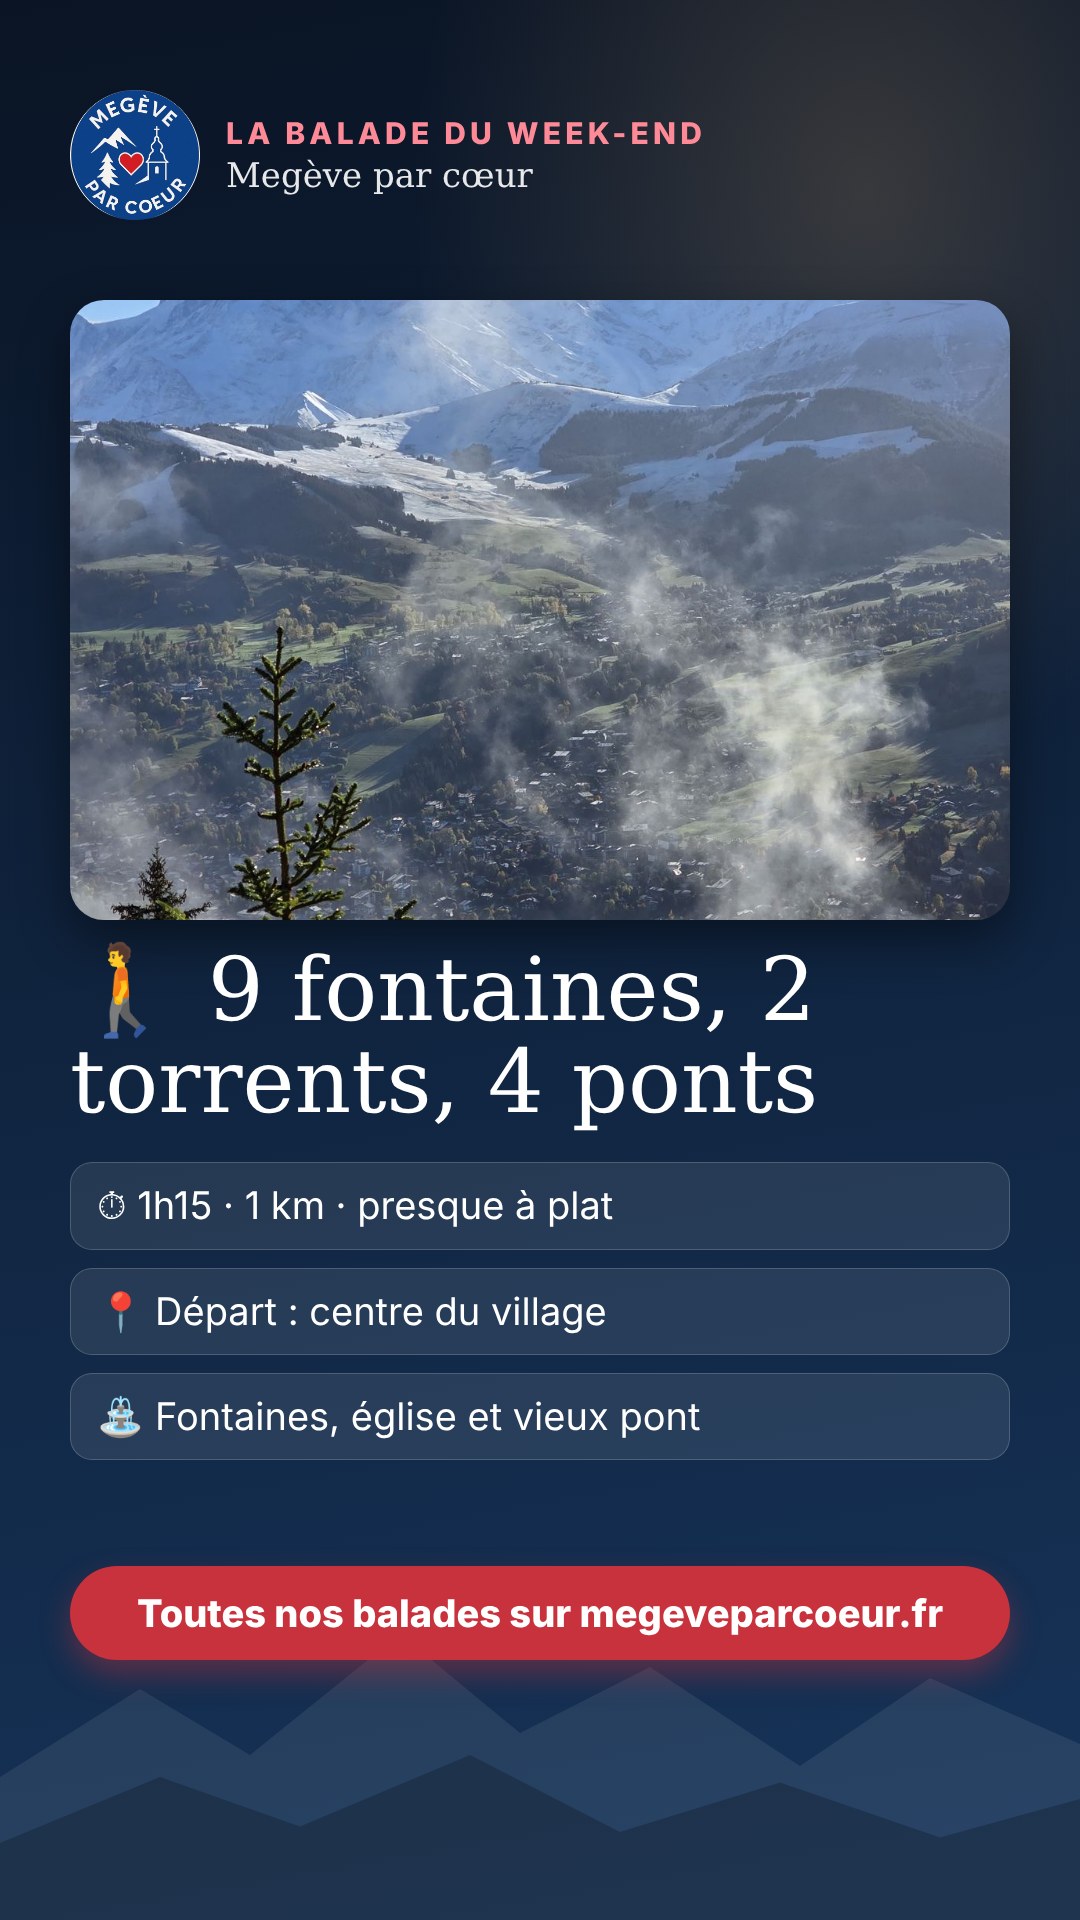 MEGÈVE
PAR COEUR
LA BALADE DU WEEK-END
Megève par cœur
🚶 9 fontaines, 2
torrents, 4 ponts
⏱ 1h15 · 1 km · presque à plat
📍 Départ : centre du village
⛲ Fontaines, église et vieux pont
Toutes nos balades sur megeveparcoeur.fr